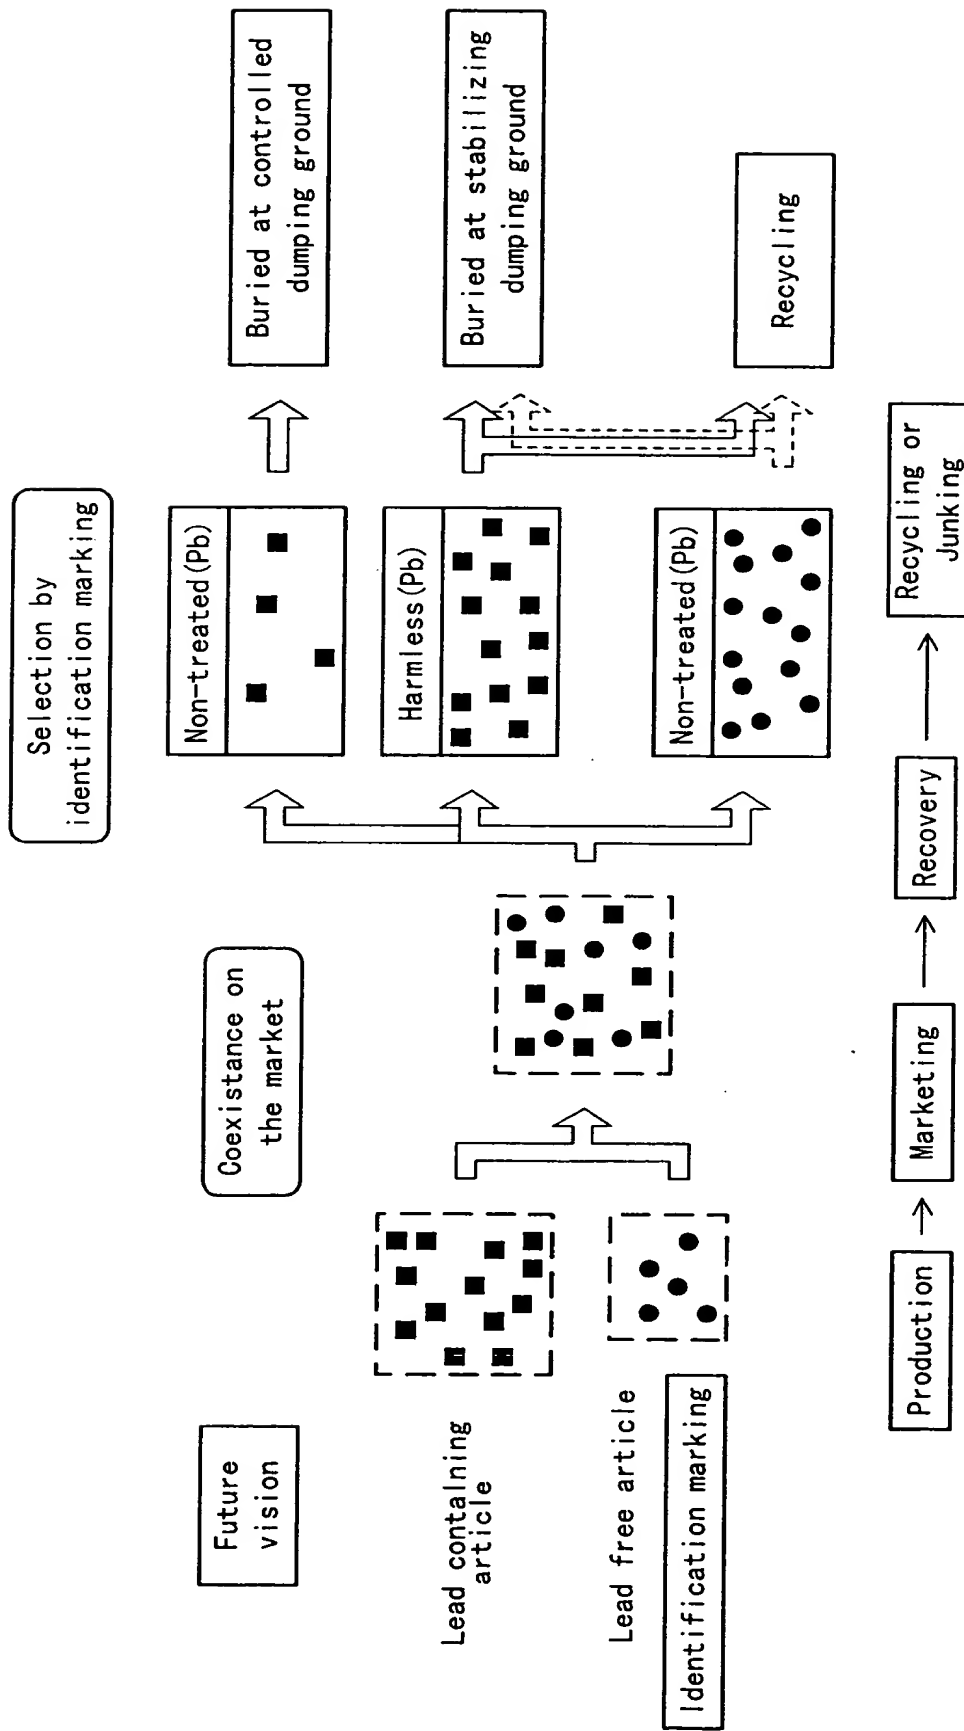 Future
vision
Coexistance on
the market
Selection by
identification marking
Lead containing
article
Lead free article
Identification marking
Non-treated(Pb)
Harmless(Pb)
Non-treated(Pb)
Buried at controlled
dumping ground
Buried at stabilizing
dumping ground
Recycling
Production
Marketing
Recovery
Recycling or
Junking